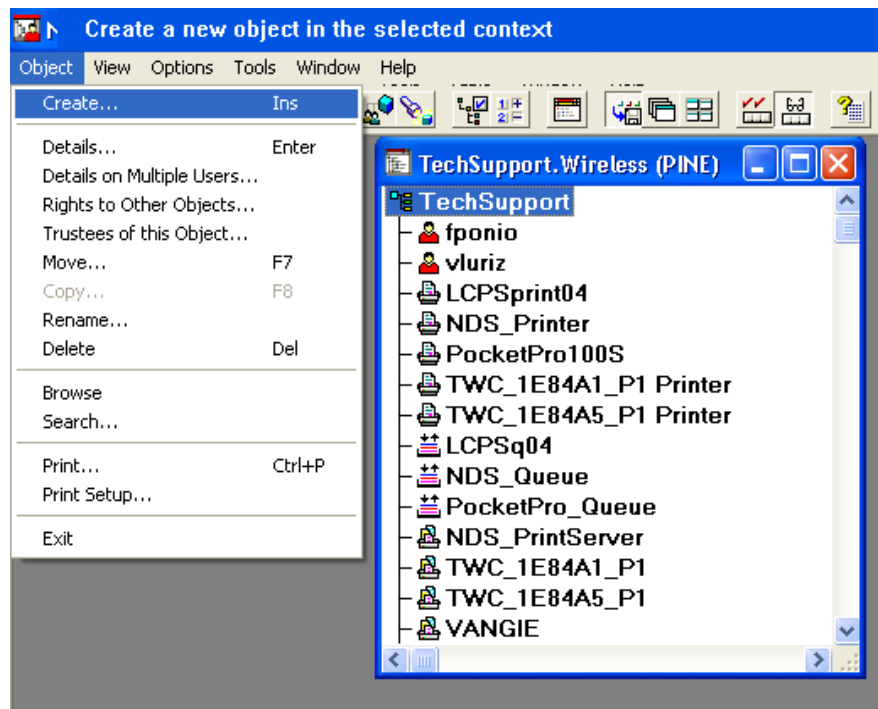 Create a new object in the selected context
Object View Options Tools Window Help
Create... Ins
Details... Enter
Details on Multiple Users...
Rights to Other Objects...
Trustees of this Object...
Move... F7
Copy... F8
Rename...
Delete Del
Browse
Search...
Print... Ctrl+P
Print Setup...
Exit
TechSupport.Wireless (PINE)
TechSupport
fponio
vluriz
LCPSprint04
NDS_Printer
PocketPro100S
TWC_1E84A1_P1 Printer
TWC_1E84A5_P1 Printer
LCPSq04
NDS_Queue
PocketPro_Queue
NDS_PrintServer
TWC_1E84A1_P1
TWC_1E84A5_P1
VANGIE